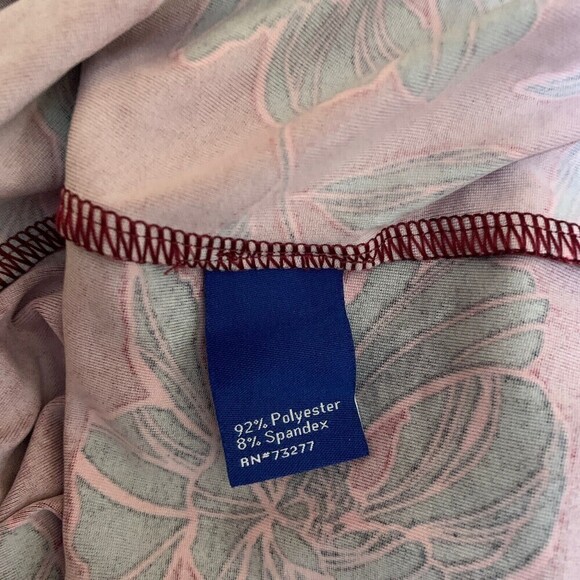 92% Polyester
8% Spandex
RN#73277